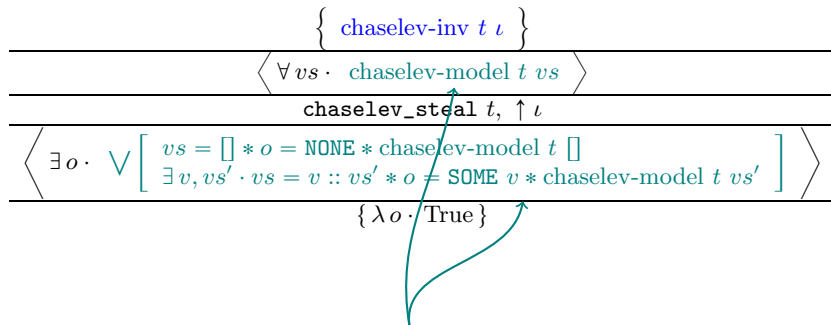 { chaselev-inv t ι }
⟨ ∀ vs · chaselev-model t vs ⟩
chaselev_steal t, ↑ ι
⟨ ∃ o · ⋁ [ vs = [] * o = NONE * chaselev-model t []
∃ v, vs′ · vs = v :: vs′ * o = SOME v * chaselev-model t vs′ ] ⟩
{ λ o · True }